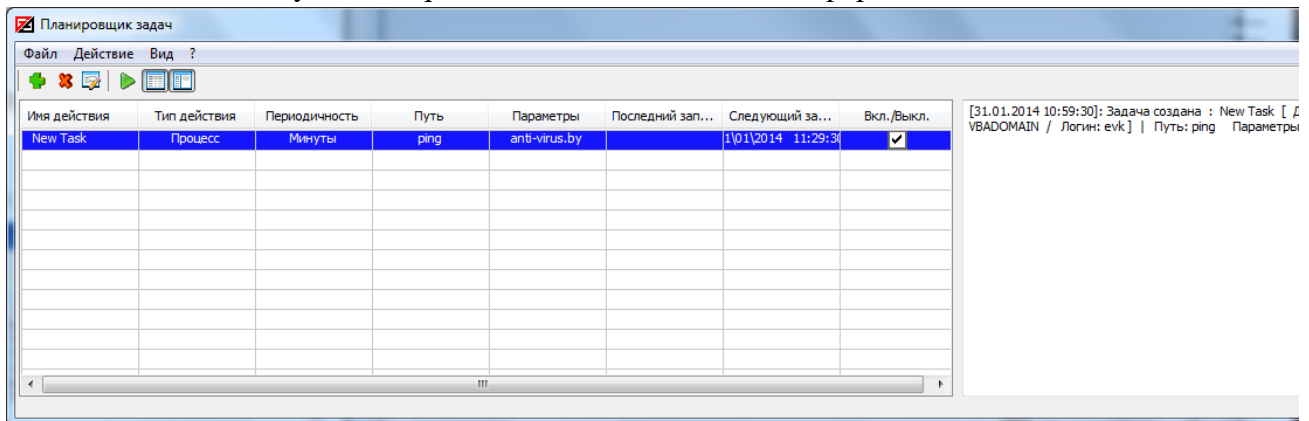 Планировщик задач
Файл Действие Вид ?
Имя действия Тип действия Периодичность Путь Параметры Последний зап... Следующий за... Вкл./Выкл.
New Task Процесс Минуты ping anti-virus.by 1\01\2014 11:29:30
[31.01.2014 10:59:30]: Задача создана : New Task [ Д
VBADOMAIN / Логин: evk ] | Путь: ping Параметры